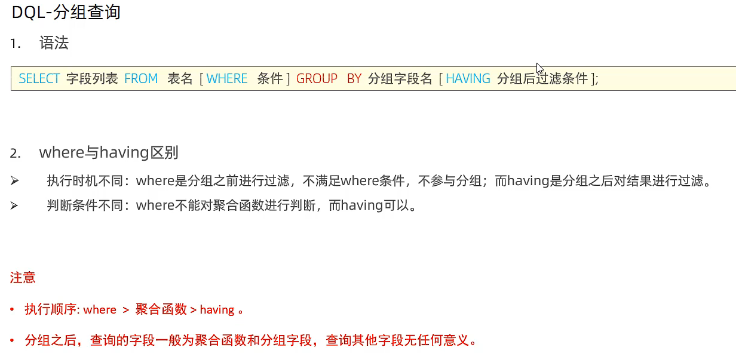 DQL-分组查询
1. 语法
SELECT 字段列表 FROM 表名 [ WHERE 条件 ] GROUP BY 分组字段名 [ HAVING 分组后过滤条件 ];
2. where与having区别
➢ 执行时机不同：where是分组之前进行过滤，不满足where条件，不参与分组；而having是分组之后对结果进行过滤。
➢ 判断条件不同：where不能对聚合函数进行判断，而having可以。
注意
• 执行顺序: where > 聚合函数 > having 。
• 分组之后，查询的字段一般为聚合函数和分组字段，查询其他字段无任何意义。